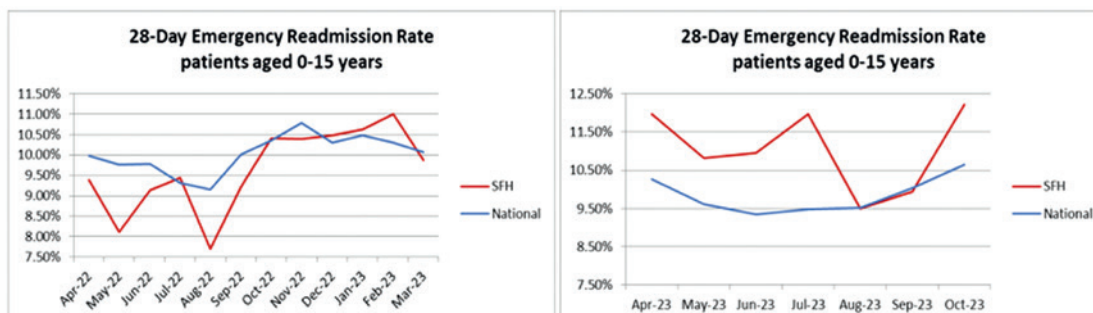 28-Day Emergency Readmission Rate
patients aged 0-15 years
11.50%
11.00%
10.50%
10.00%
9.50%
9.00%
8.50%
8.00%
7.50%
SFH
National
Apr-22
May-22
Jun-22
Jul-22
Aug-22
Sep-22
Oct-22
Nov-22
Dec-22
Jan-23
Feb-23
Mar-23
28-Day Emergency Readmission Rate
patients aged 0-15 years
12.50%
11.50%
10.50%
9.50%
8.50%
7.50%
SFH
National
Apr-23 May-23 Jun-23 Jul-23 Aug-23 Sep-23 Oct-23